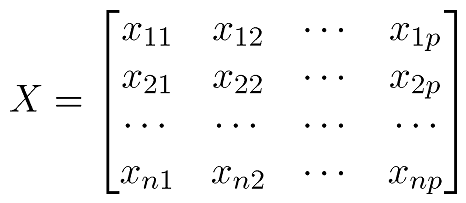 X = [ x₁₁ x₁₂ ⋯ x₁ₚ
x₂₁ x₂₂ ⋯ x₂ₚ
⋯ ⋯ ⋯ ⋯
xₙ₁ xₙ₂ ⋯ xₙₚ ]